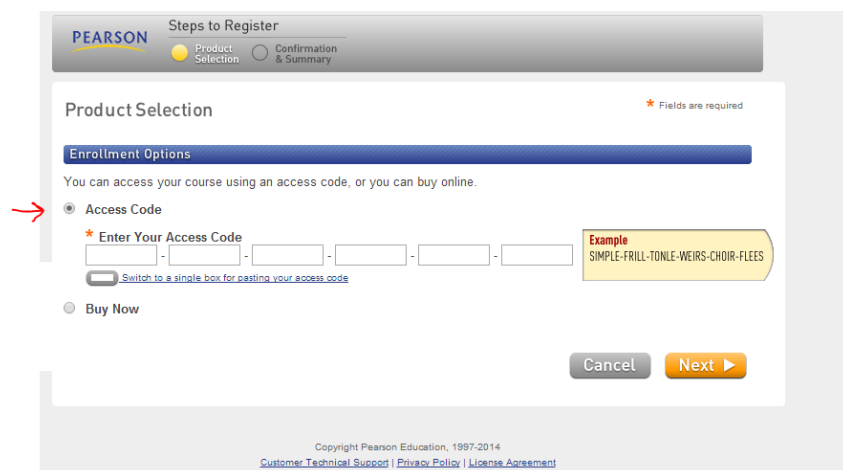 PEARSON
Steps to Register
Product Selection
Confirmation & Summary
Product Selection
* Fields are required
Enrollment Options
You can access your course using an access code, or you can buy online.
Access Code
* Enter Your Access Code
- - - - -
Switch to a single box for pasting your access code
Example
SIMPLE-FRILL-TONLE-WEIRS-CHOIR-FLEES
Buy Now
Cancel
Next
Copyright Pearson Education, 1997-2014
Customer Technical Support | Privacy Policy | License Agreement